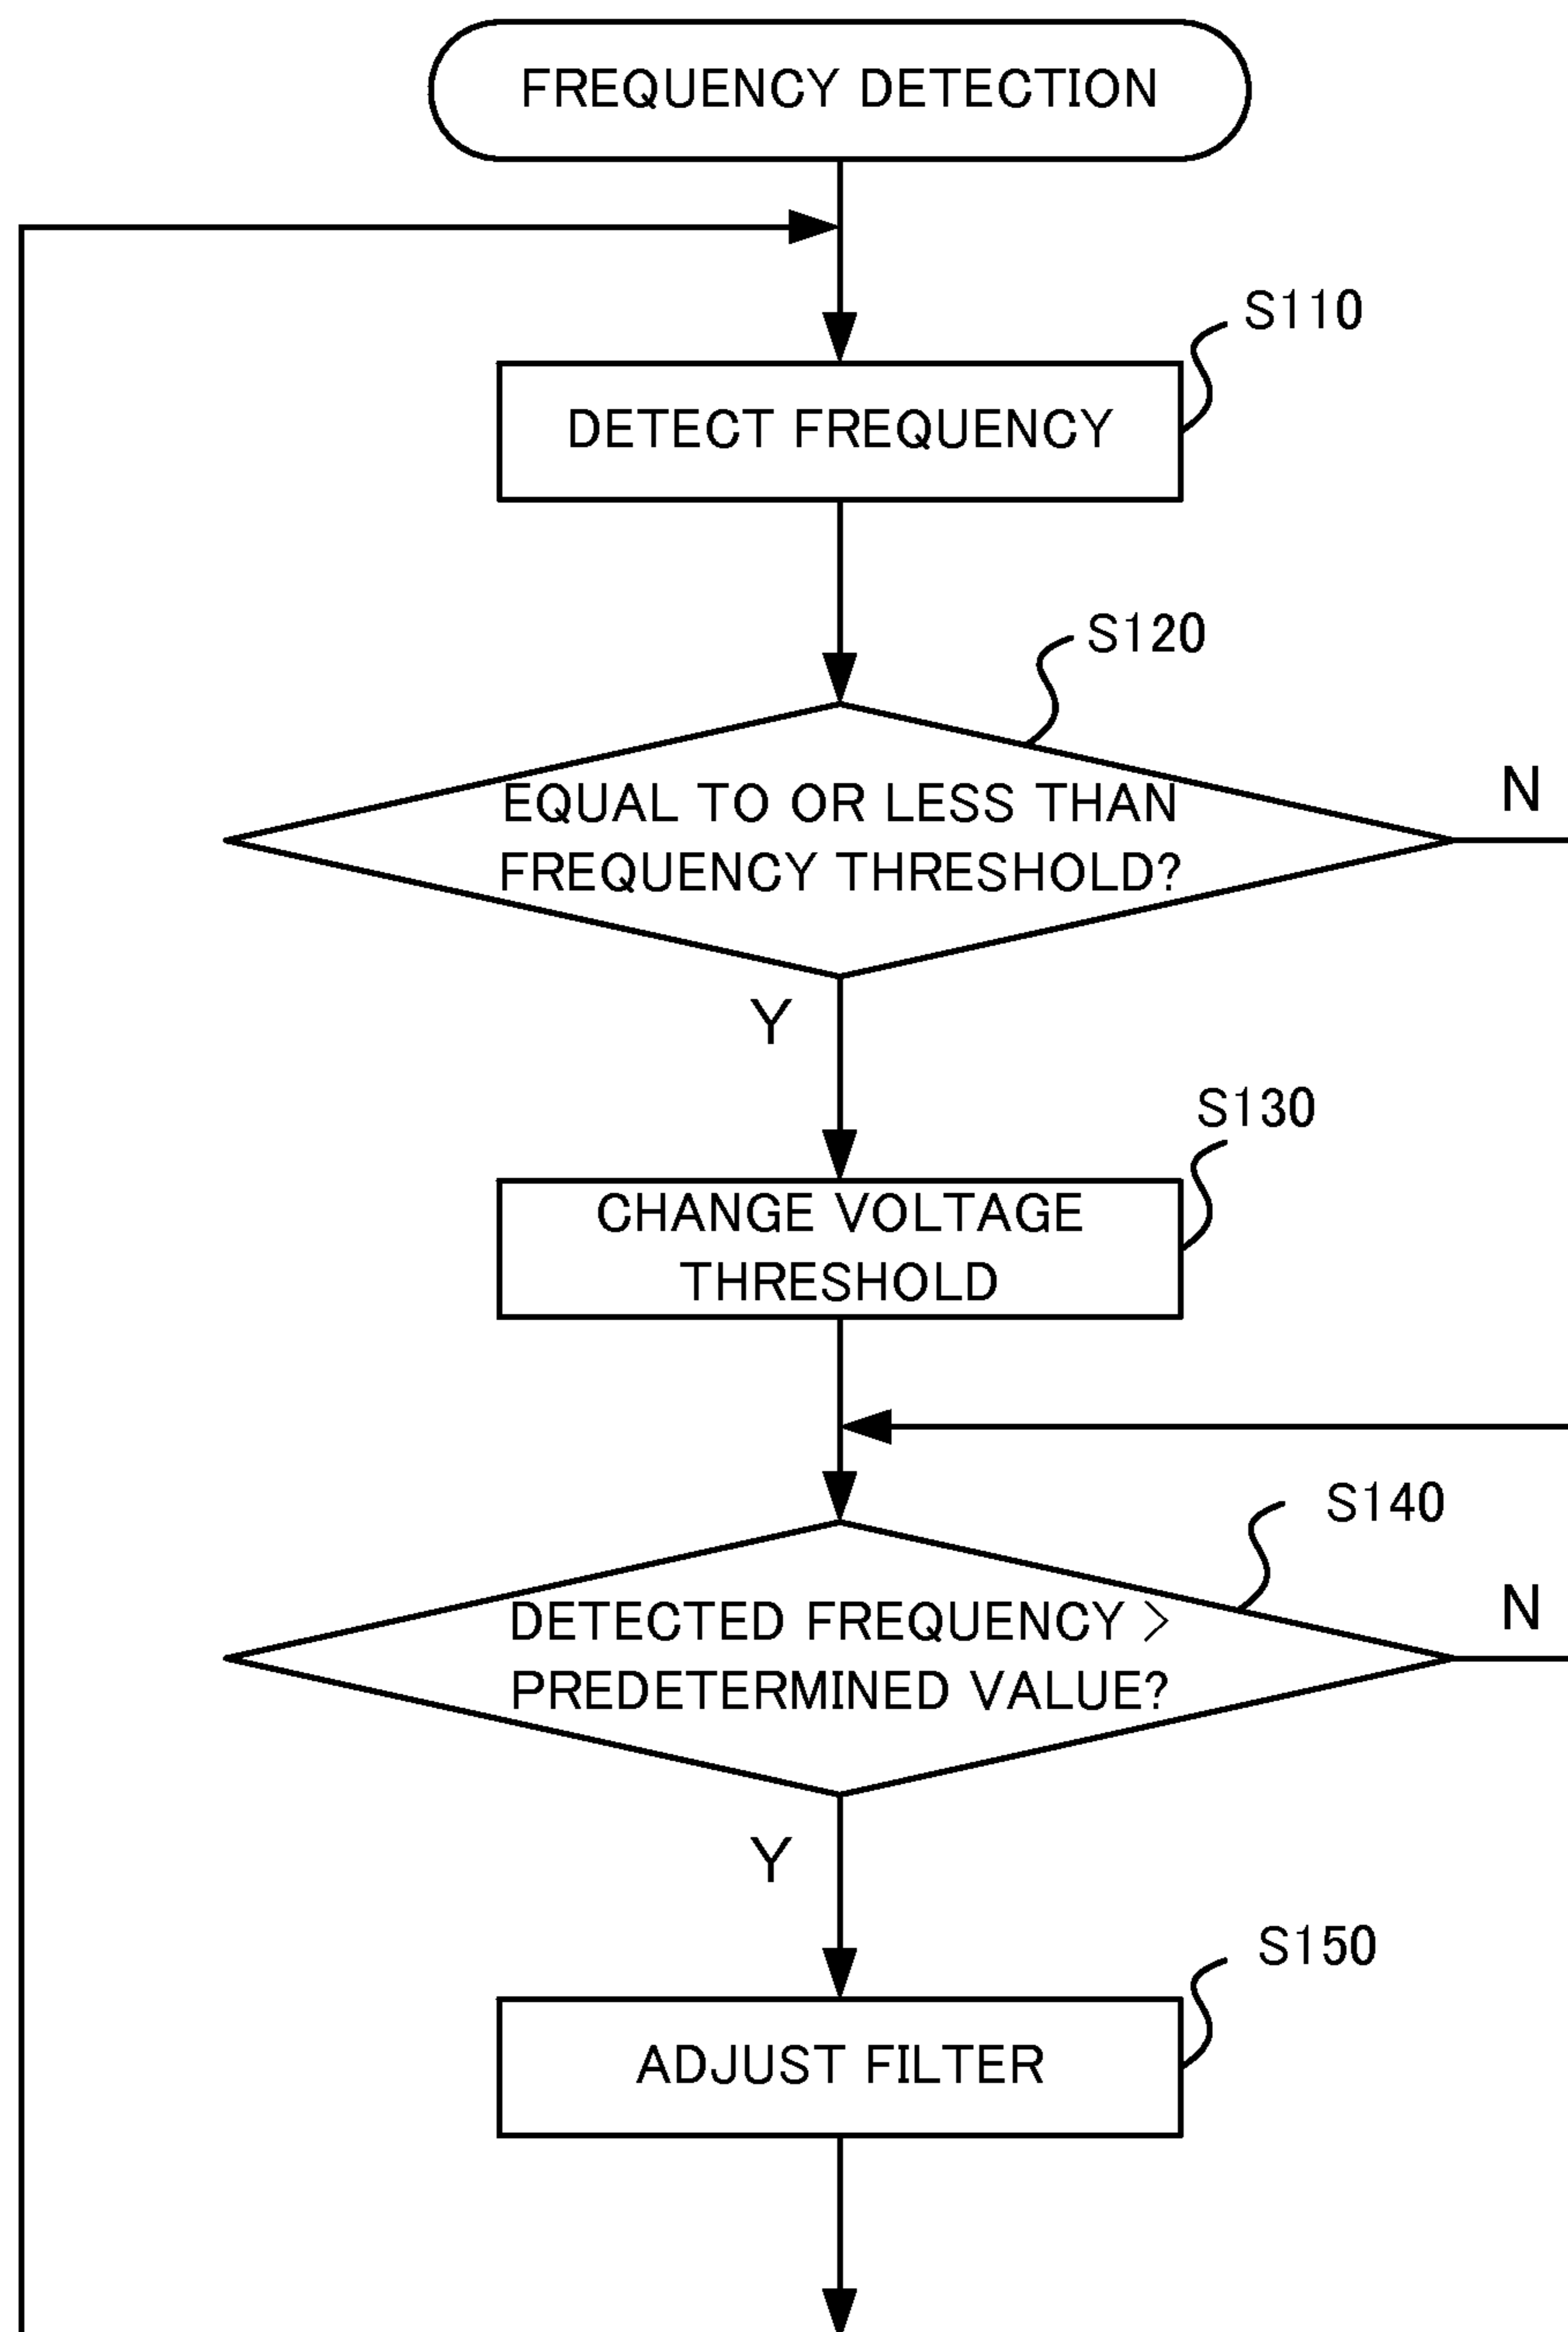 FREQUENCY DETECTION
S110
DETECT FREQUENCY
S120
EQUAL TO OR LESS THAN
FREQUENCY THRESHOLD?
N
Y
S130
CHANGE VOLTAGE
THRESHOLD
S140
DETECTED FREQUENCY >
PREDETERMINED VALUE?
N
Y
S150
ADJUST FILTER